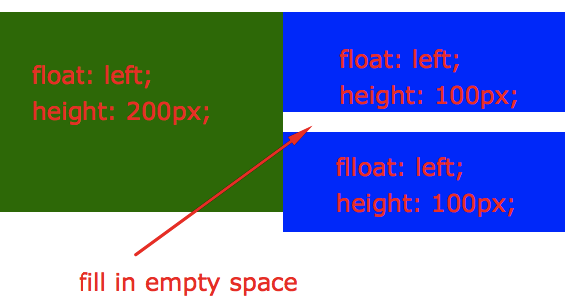 float: left;
height: 200px;
float: left;
height: 100px;
flloat: left;
height: 100px;
fill in empty space